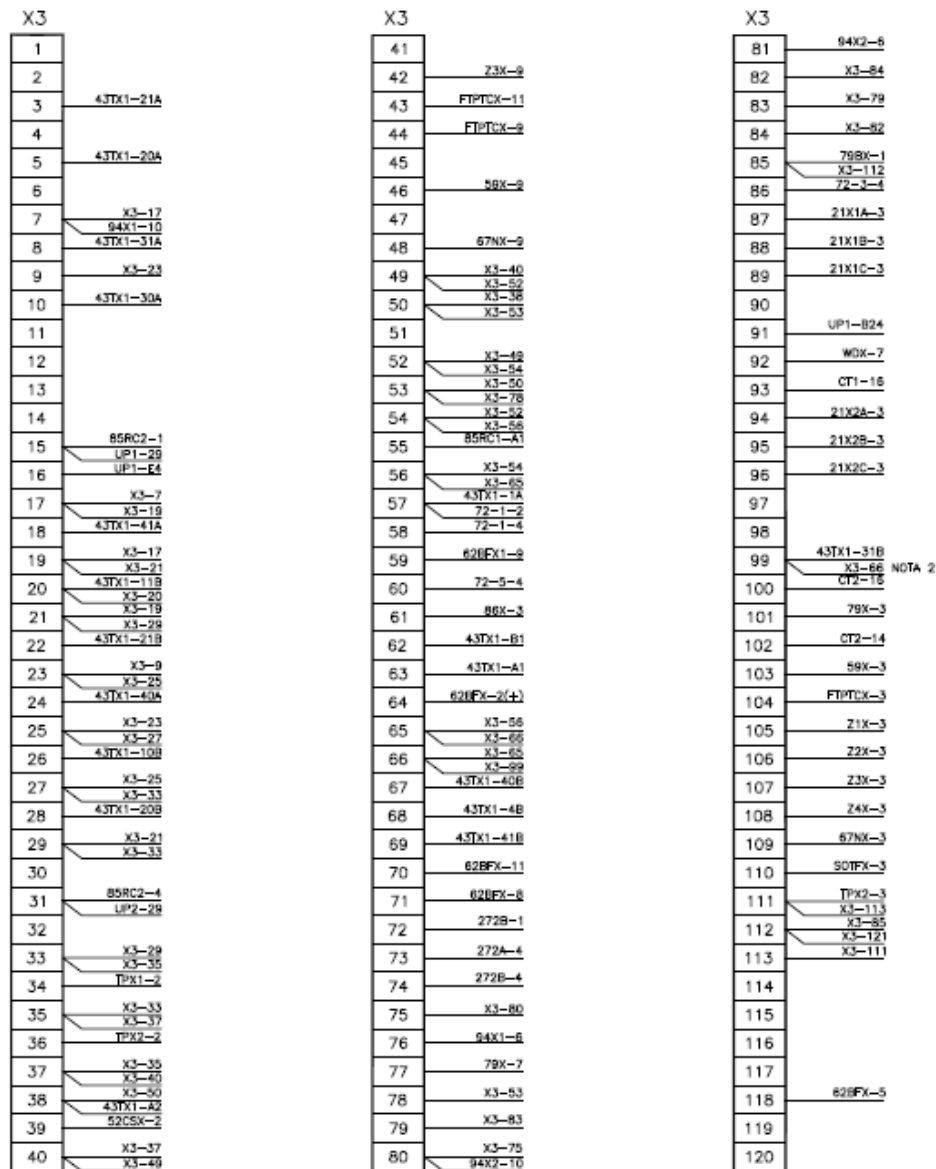 X3
1
2
3 43TX1-21A
4
5 43TX1-20A
6
7 X3-17
94X1-10
8 43TX1-31A
9 X3-23
10 43TX1-30A
11
12
13
14
15 85RC2-1
UP1-29
16 UP1-E4
17 X3-7
X3-19
18 43TX1-41A
19 X3-17
X3-21
20 43TX1-11B
X3-20
21 X3-19
X3-29
22 43TX1-21B
23 X3-9
X3-25
24 43TX1-40A
25 X3-23
X3-27
26 43TX1-10B
27 X3-25
X3-33
28 43TX1-20B
29 X3-21
X3-33
30
31 85RC2-4
UP2-29
32
33 X3-29
X3-35
34 TPX1-2
35 X3-33
X3-37
36 TPX2-2
37 X3-35
X3-40
38 X3-50
43TX1-A2
39 52CSX-2
40 X3-37
X3-49
X3
41
42 Z3X-9
43 FTPTCX-11
44 FTPTCX-9
45
46 59X-9
47
48 67NX-9
49 X3-40
X3-52
50 X3-38
X3-53
51
52 X3-49
X3-54
53 X3-50
X3-78
54 X3-52
X3-56
55 85RC1-A1
56 X3-54
X3-65
57 43TX1-1A
72-1-2
58 72-1-4
59 62BFX1-9
60 72-5-4
61 86X-3
62 43TX1-B1
63 43TX1-A1
64 62BFX-2(+)
65 X3-56
X3-66
66 X3-65
X3-99
67 43TX1-40B
68 43TX1-4B
69 43TX1-41B
70 62BFX-11
71 62BFX-8
72 272B-1
73 272A-4
74 272B-4
75 X3-80
76 94X1-6
77 79X-7
78 X3-53
79 X3-83
80 X3-75
94X2-10
X3
81 94X2-6
82 X3-84
83 X3-79
84 X3-82
85 79BX-1
X3-112
86 72-3-4
87 21X1A-3
88 21X1B-3
89 21X1C-3
90
91 UP1-B24
92 WDX-7
93 CT1-16
94 21X2A-3
95 21X2B-3
96 21X2C-3
97
98
99 43TX1-31B
X3-66 NOTA 2
100 CT2-16
101 79X-3
102 CT2-14
103 59X-3
104 FTPTCX-3
105 Z1X-3
106 Z2X-3
107 Z3X-3
108 Z4X-3
109 67NX-3
110 SOTFX-3
111 TPX2-3
X3-113
112 X3-85
X3-121
113 X3-111
114
115
116
117
118 62BFX-5
119
120